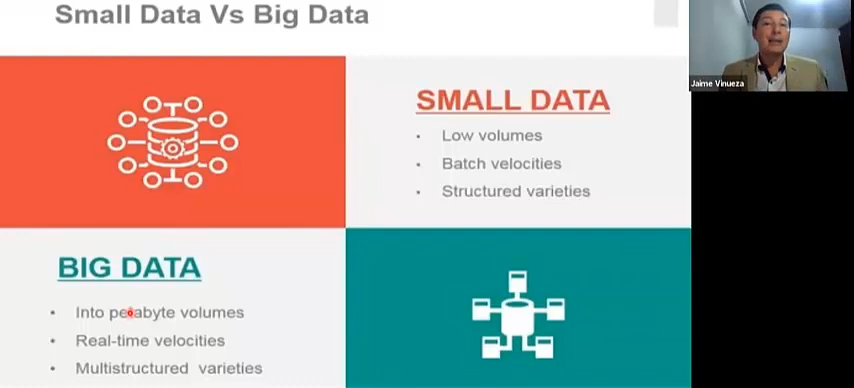 Small Data Vs Big Data
Jaime Vinueza
SMALL DATA
• Low volumes
• Batch velocities
• Structured varieties
BIG DATA
• Into petabyte volumes
• Real-time velocities
• Multistructured varieties